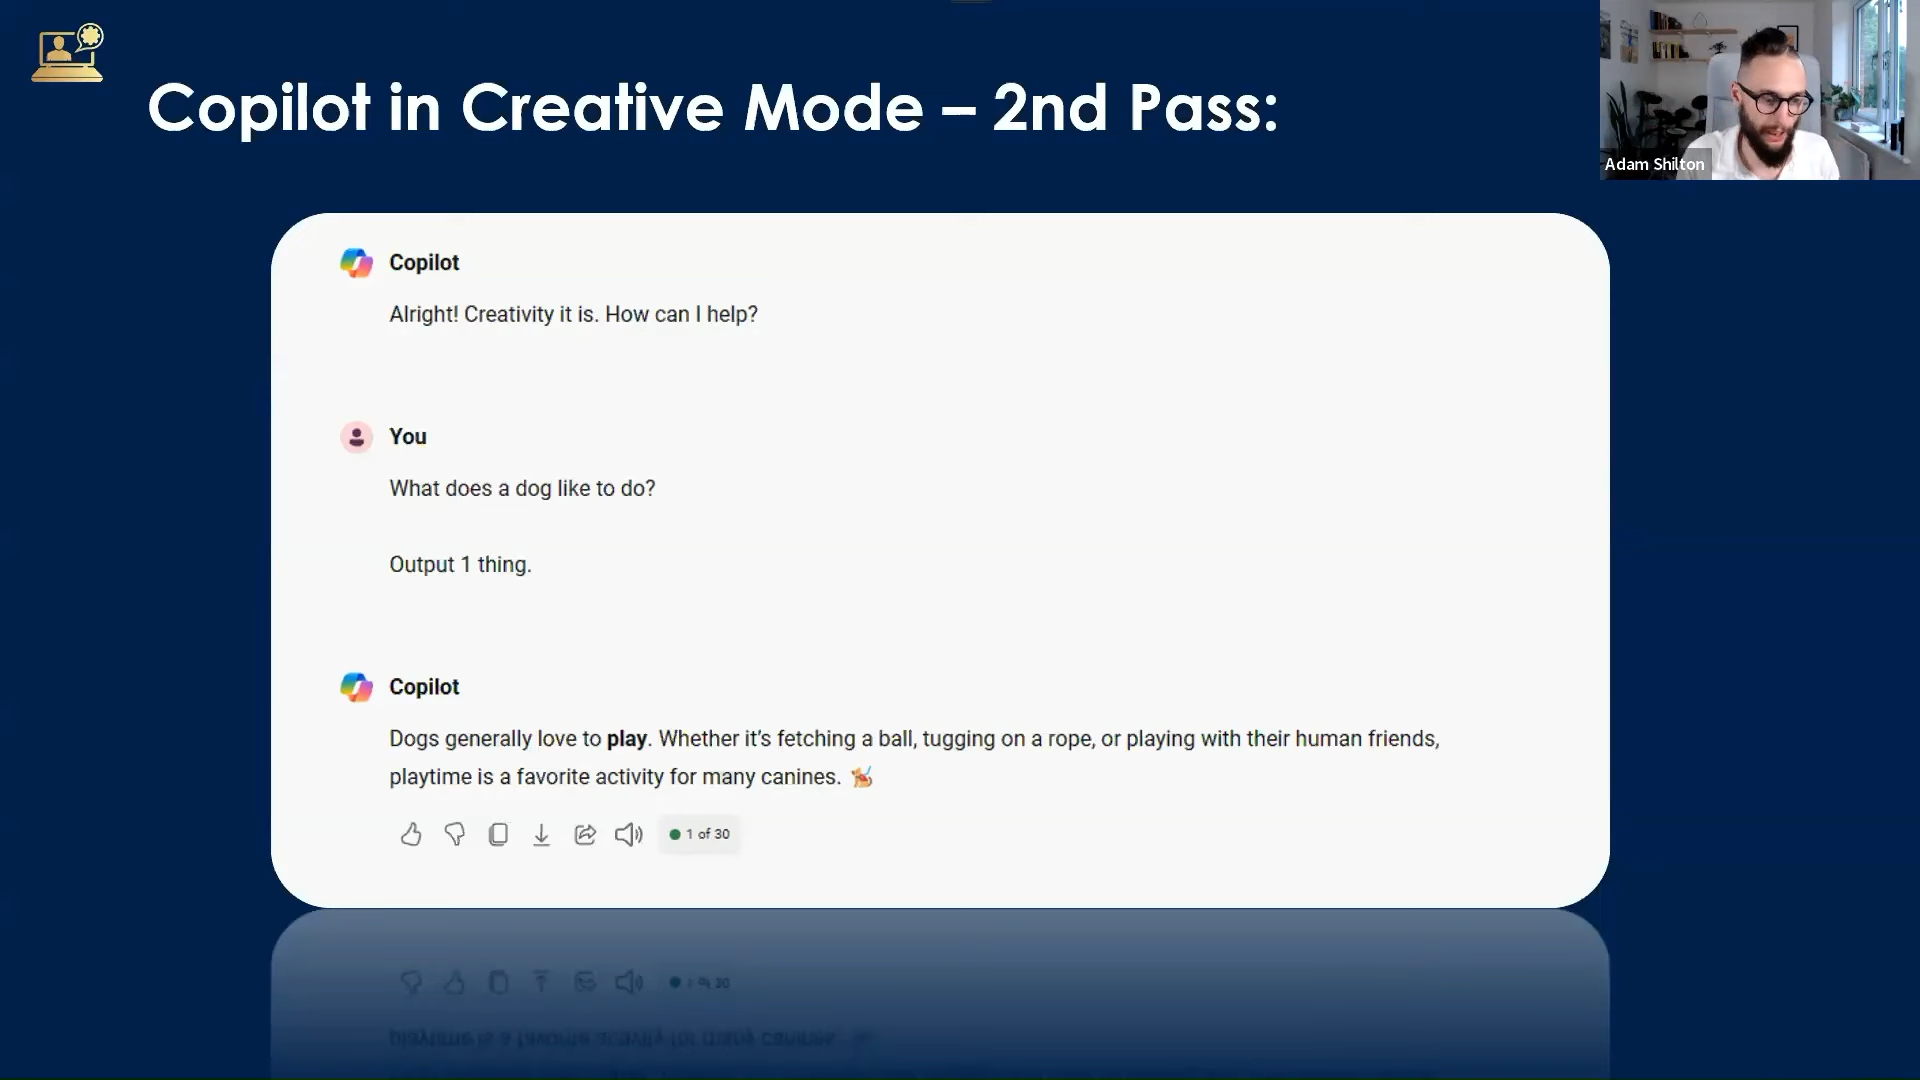 Copilot in Creative Mode – 2nd Pass:
Adam Shilton
Copilot
Alright! Creativity it is. How can I help?
You
What does a dog like to do?
Output 1 thing.
Copilot
Dogs generally love to play. Whether it’s fetching a ball, tugging on a rope, or playing with their human friends,
playtime is a favorite activity for many canines. 🐕
1 of 30